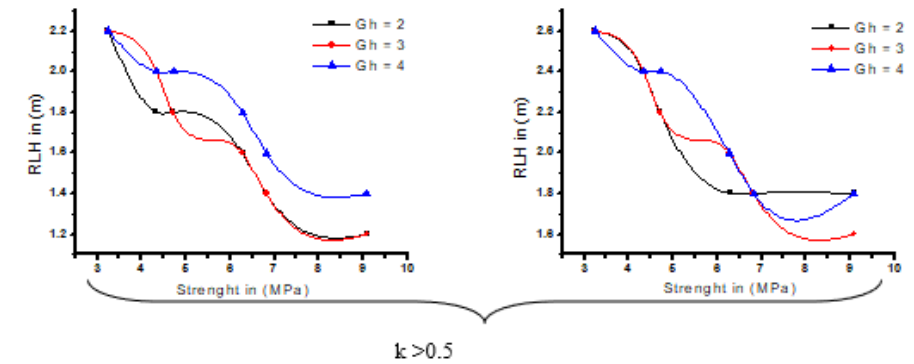 RLH in (m)
2.2
2.0
1.8
1.6
1.4
1.2
Gh = 2
Gh = 3
Gh = 4
3 4 5 6 7 8 9 10
Strenght in (MPa)
RLH in (m)
2.6
2.4
2.2
2.0
1.8
1.6
Gh = 2
Gh = 3
Gh = 4
3 4 5 6 7 8 9 10
Strenght in (MPa)
k >0.5